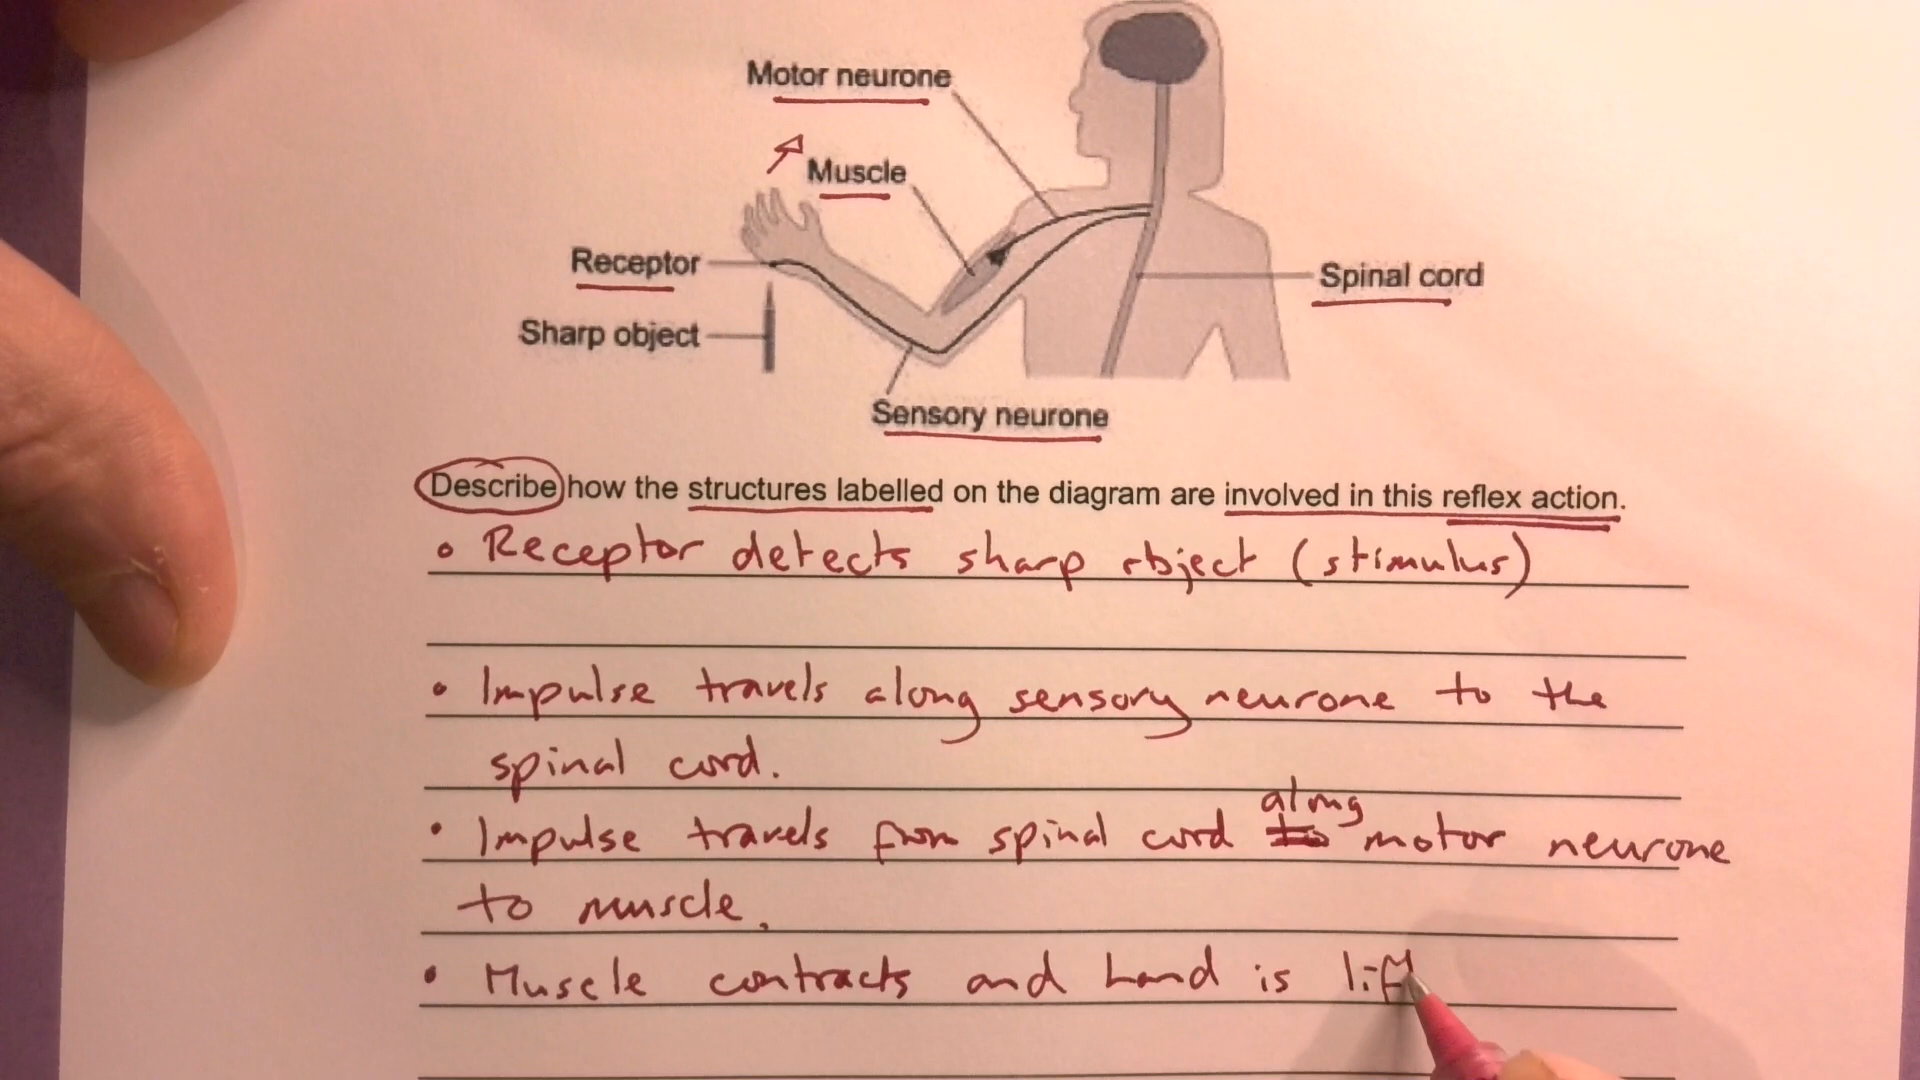 Motor neurone
Muscle
Receptor
Spinal cord
Sharp object
Sensory neurone
Describe how the structures labelled on the diagram are involved in this reflex action.
• Receptor detects sharp object (stimulus)
• Impulse travels along sensory neurone to the
spinal cord.
along
• Impulse travels from spinal cord to motor neurone
to muscle.
• Muscle contracts and hand is lift